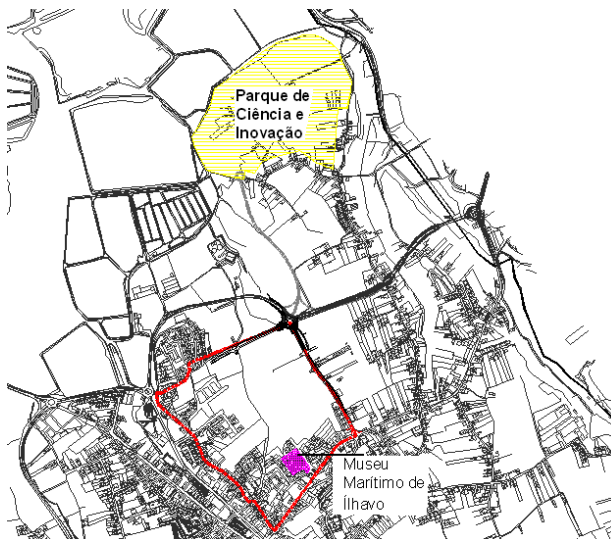 Parque de
Ciência e
Inovação
Museu
Marítimo de
Ílhavo